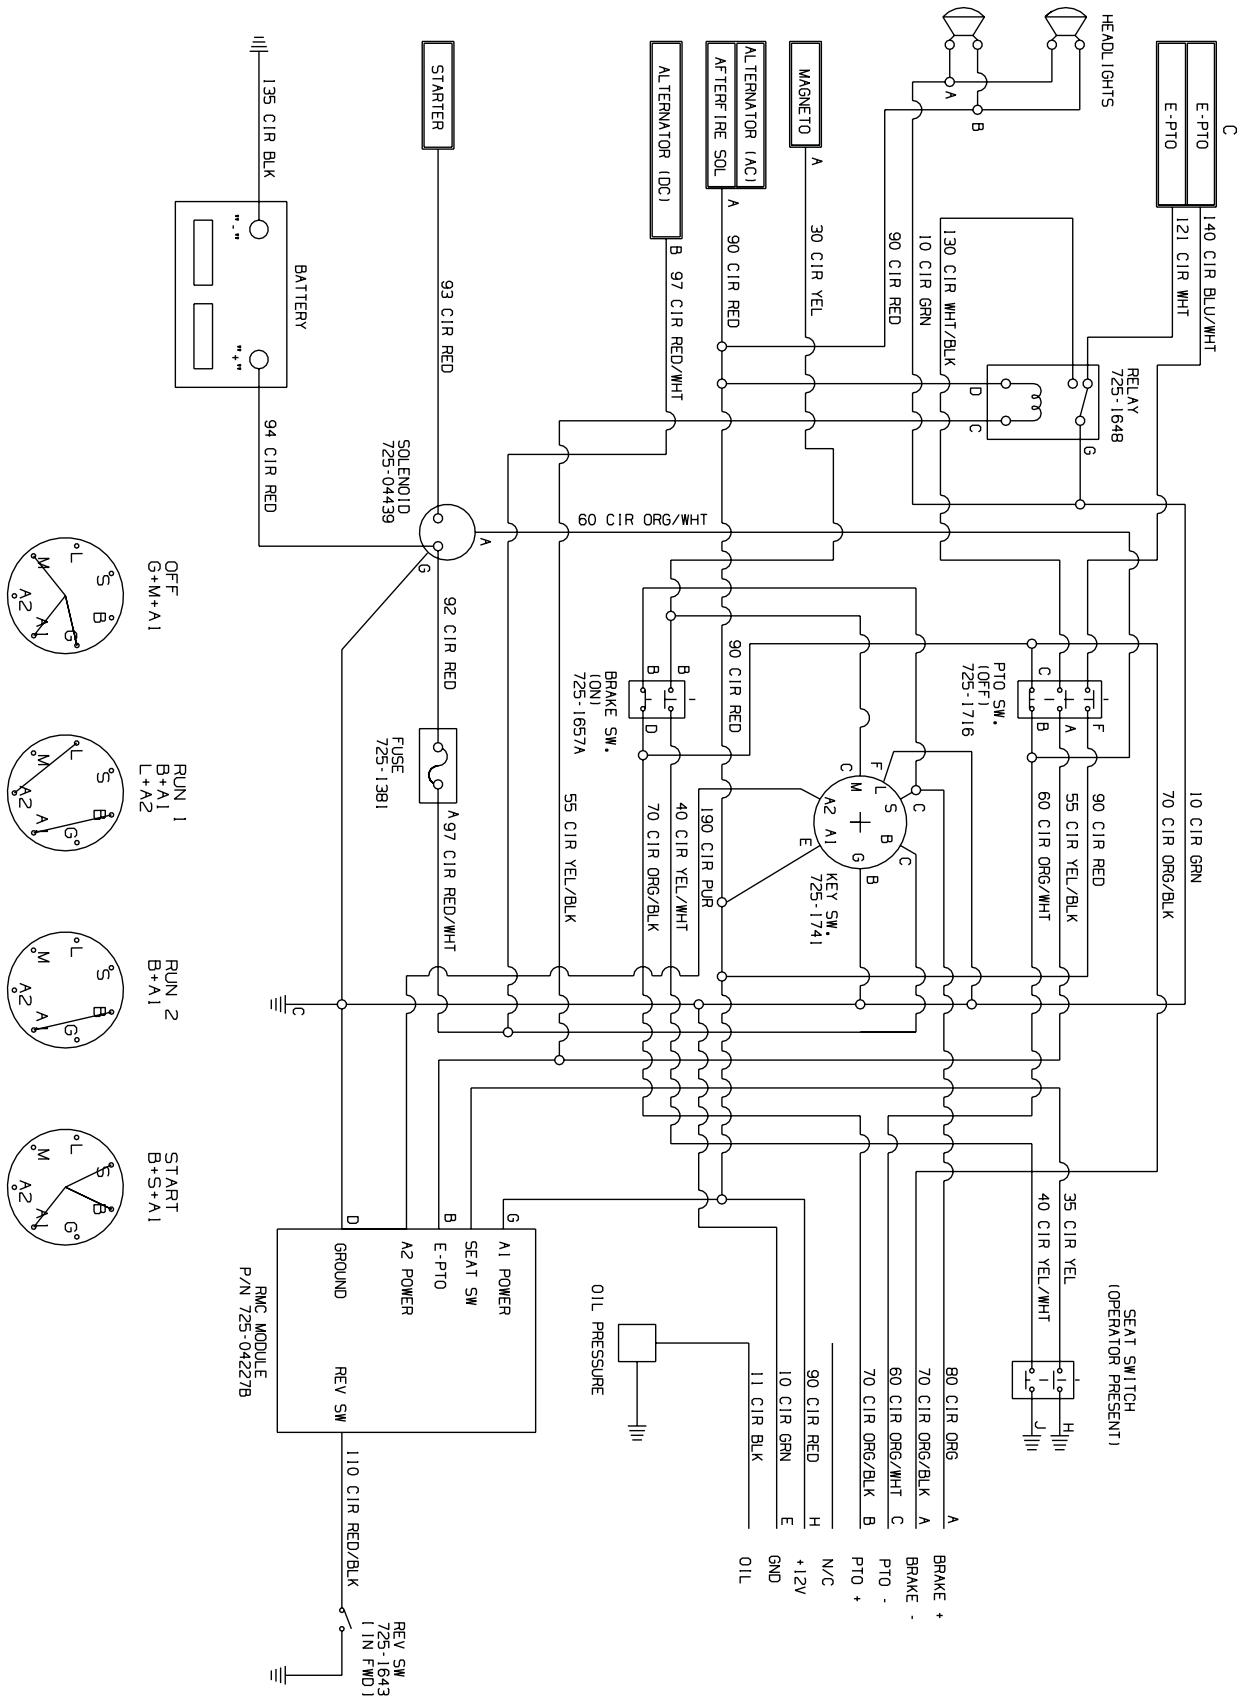 HEADLIGHTS
A
B
C
E-PTO
E-PTO
140 CIR BLU/WHT
121 CIR WHT
STARTER
ALTERNATOR (DC)
ALTERNATOR (AC)
AFTERFIRE SOL
MAGNETO
A
30 CIR YEL
A
90 CIR RED
B
97 CIR RED/WHT
90 CIR RED
10 CIR GRN
130 CIR WHT/BLK
RELAY
725-1648
D
C
G
135 CIR BLK
BATTERY
"-"
"+"
94 CIR RED
93 CIR RED
SOLENOID
725-04439
A
G
60 CIR ORG/WHT
92 CIR RED
FUSE
725-1381
A
97 CIR RED/WHT
55 CIR YEL/BLK
BRAKE SW.
(ON)
725-1657A
B
B
D
90 CIR RED
70 CIR ORG/BLK
40 CIR YEL/WHT
190 CIR PUR
PTO SW.
(OFF)
725-1716
C
B
A
F
60 CIR ORG/WHT
55 CIR YEL/BLK
90 CIR RED
70 CIR ORG/BLK
10 CIR GRN
C
F
C
C
B
E
M
L
S
B
G
A1
A2
KEY SW.
725-1741
C
OFF
G+M+A1
L
S
B
G
A1
A2
M
RUN 1
B+A1
L+A2
L
S
B
G
A1
A2
M
RUN 2
B+A1
L
S
B
G
A1
A2
M
START
B+S+A1
L
S
B
G
A1
A2
M
D
B
G
GROUND
A2 POWER
E-PTO
SEAT SW
A1 POWER
REV SW
RMC MODULE
P/N 725-04227B
110 CIR RED/BLK
REV SW
725-1643
(IN FWD)
OIL PRESSURE
35 CIR YEL
40 CIR YEL/WHT
SEAT SWITCH
(OPERATOR PRESENT)
H
J
80 CIR ORG A BRAKE +
70 CIR ORG/BLK A BRAKE -
60 CIR ORG/WHT C PTO -
70 CIR ORG/BLK B PTO +
N/C
90 CIR RED H +12V
10 CIR GRN E GND
11 CIR BLK OIL